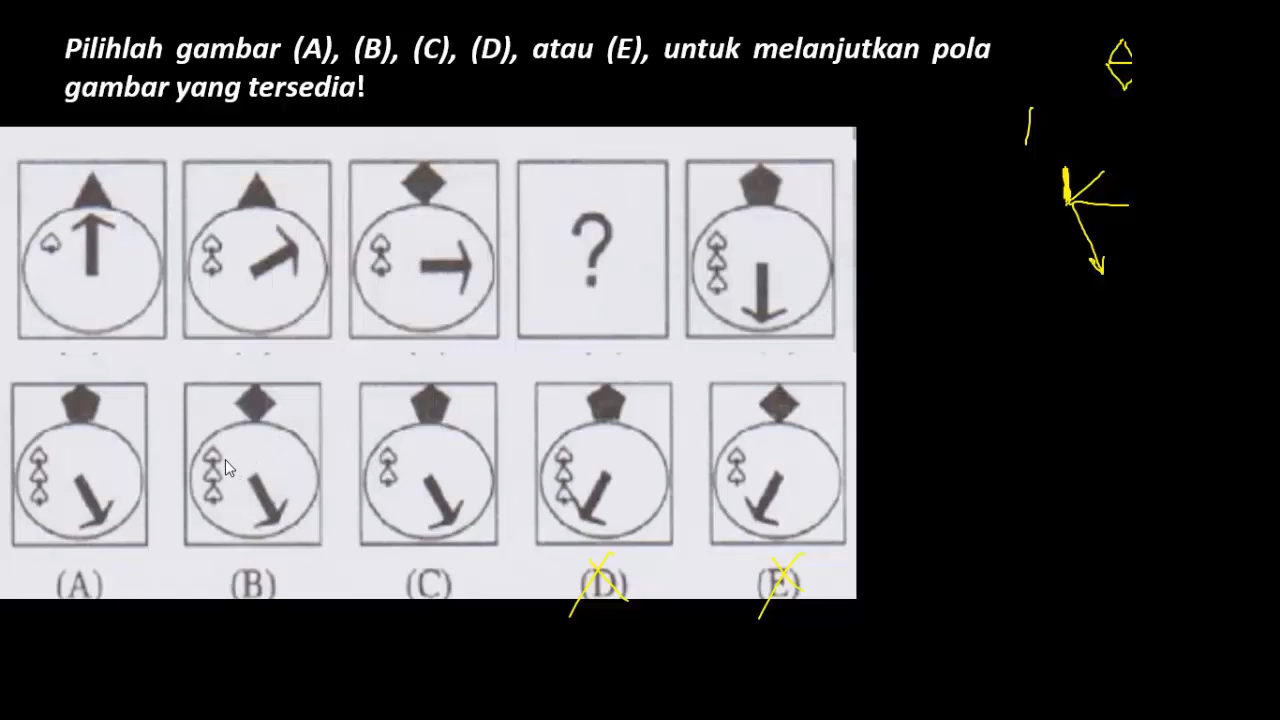 Pilihlah gambar (A), (B), (C), (D), atau (E), untuk melanjutkan pola
gambar yang tersedia!
?
(A) (B) (C) (D) (E)